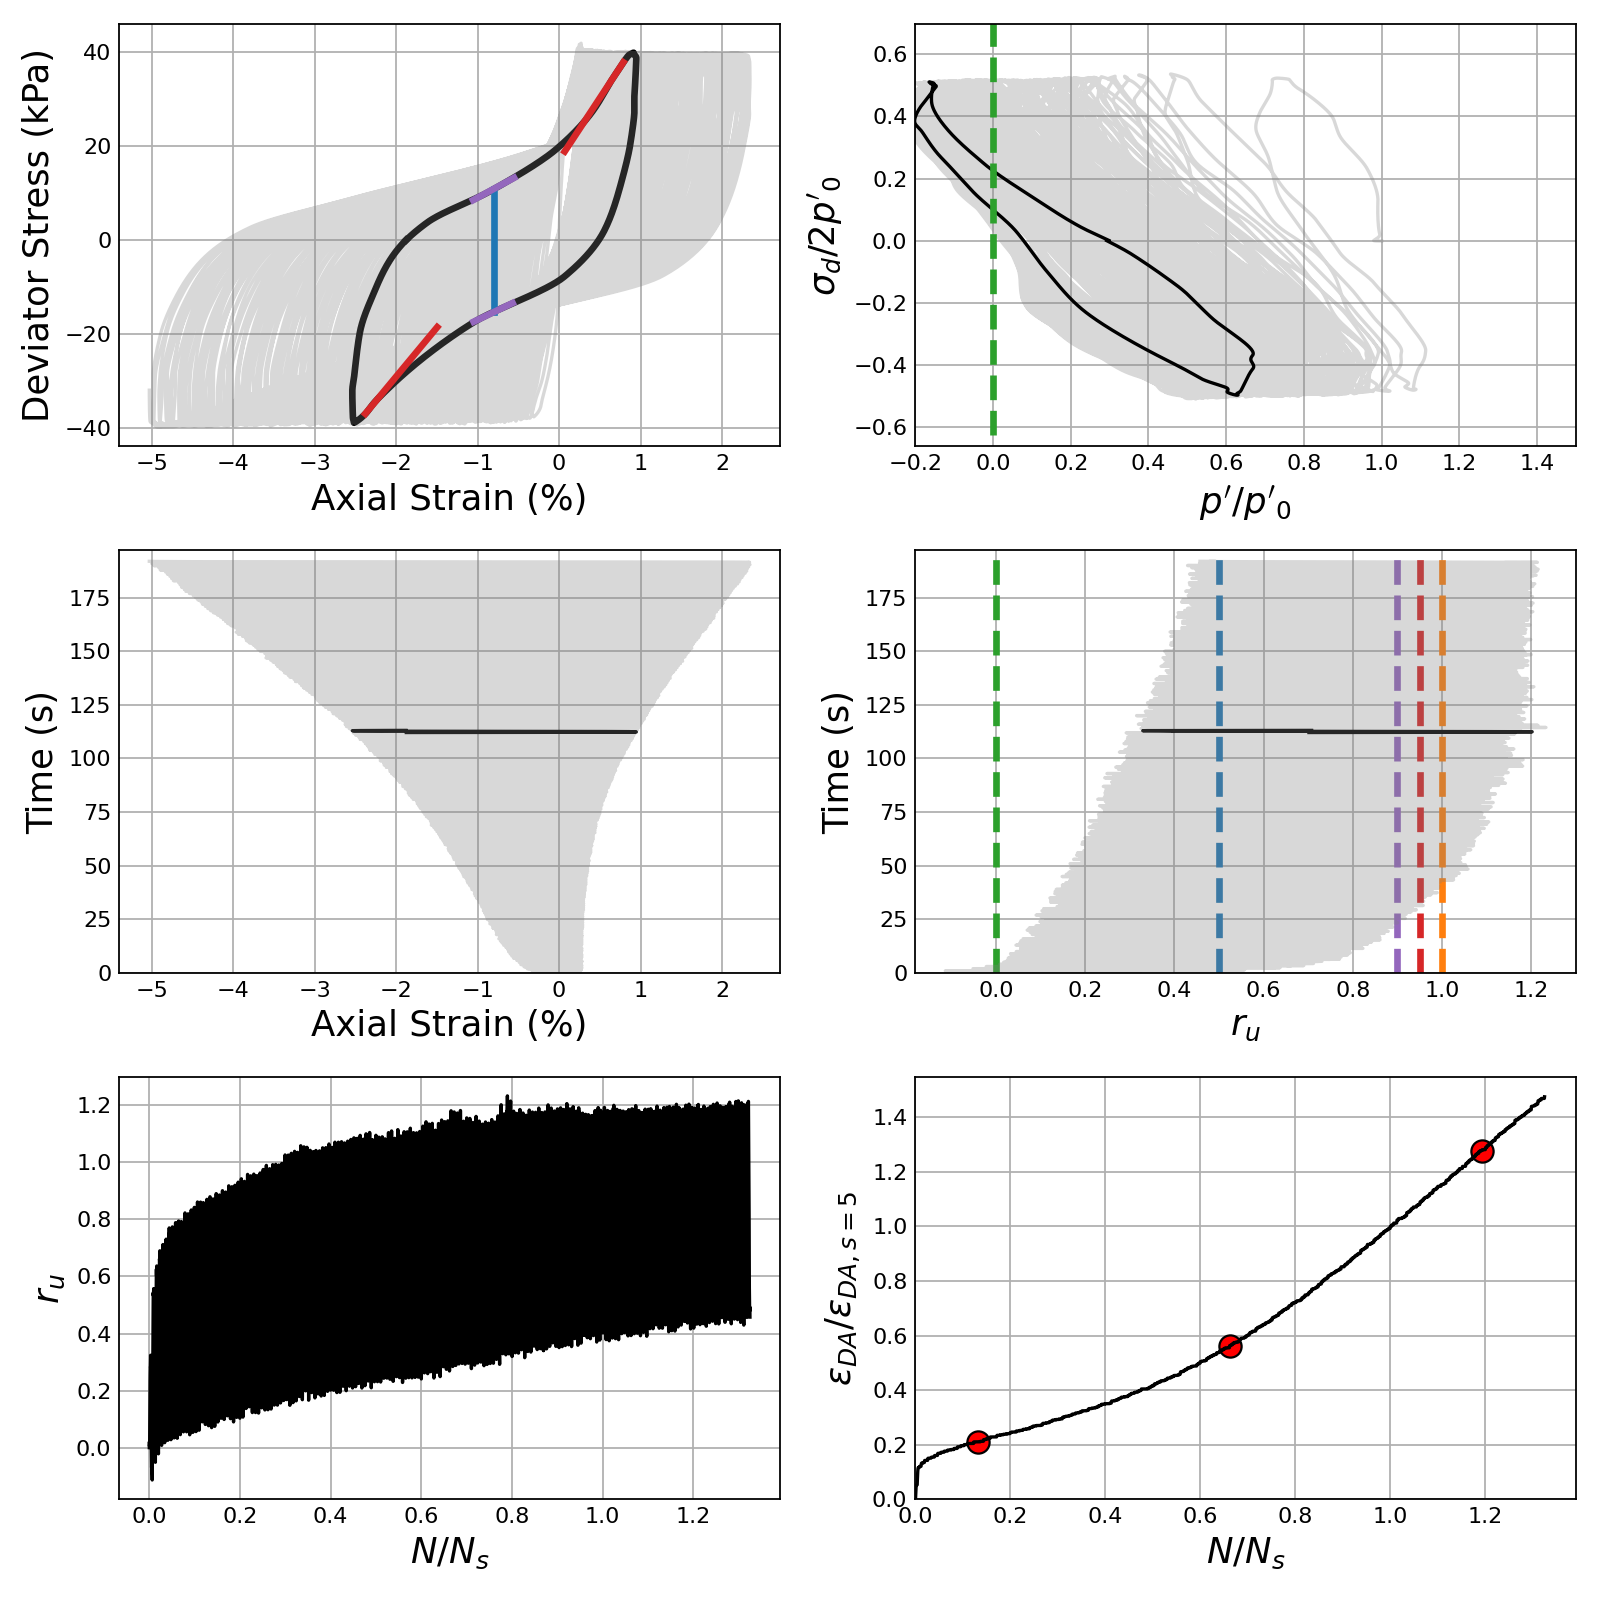 40
20
0
−20
−40
Deviator Stress (kPa)
−5 −4 −3 −2 −1 0 1 2
Axial Strain (%)
0.6
0.4
0.2
0.0
−0.2
−0.4
−0.6
σd/2p′0
−0.2 0.0 0.2 0.4 0.6 0.8 1.0 1.2 1.4
p′/p′0
175
150
125
100
75
50
25
0
Time (s)
−5 −4 −3 −2 −1 0 1 2
Axial Strain (%)
175
150
125
100
75
50
25
0
Time (s)
0.0 0.2 0.4 0.6 0.8 1.0 1.2
ru
1.2
1.0
0.8
0.6
0.4
0.2
0.0
ru
0.0 0.2 0.4 0.6 0.8 1.0 1.2
N/Ns
1.4
1.2
1.0
0.8
0.6
0.4
0.2
0.0
εDA/εDA, s = 5
0.0 0.2 0.4 0.6 0.8 1.0 1.2
N/Ns